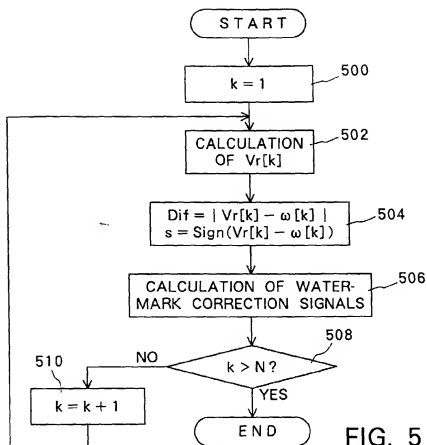 START
k = 1
500
CALCULATION
OF Vr[k]
502
Dif = | Vr[k] − ω[k] |
s = Sign(Vr[k] − ω[k])
504
CALCULATION OF WATER-
MARK CORRECTION SIGNALS
506
508
k > N?
NO
YES
510
k = k + 1
END
FIG. 5